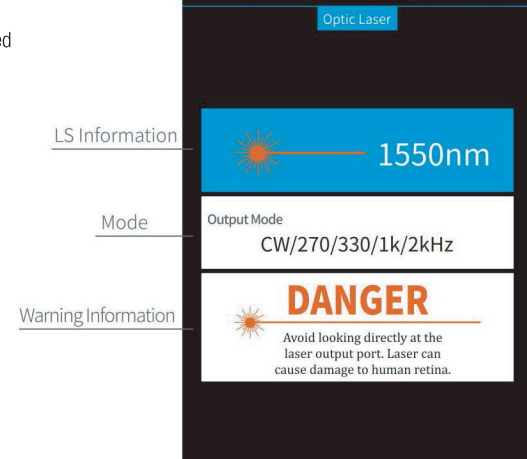 Optic Laser
LS Information
1550nm
Mode
Output Mode
CW/270/330/1k/2kHz
Warning Information
DANGER
Avoid looking directly at the
laser output port. Laser can
cause damage to human retina.